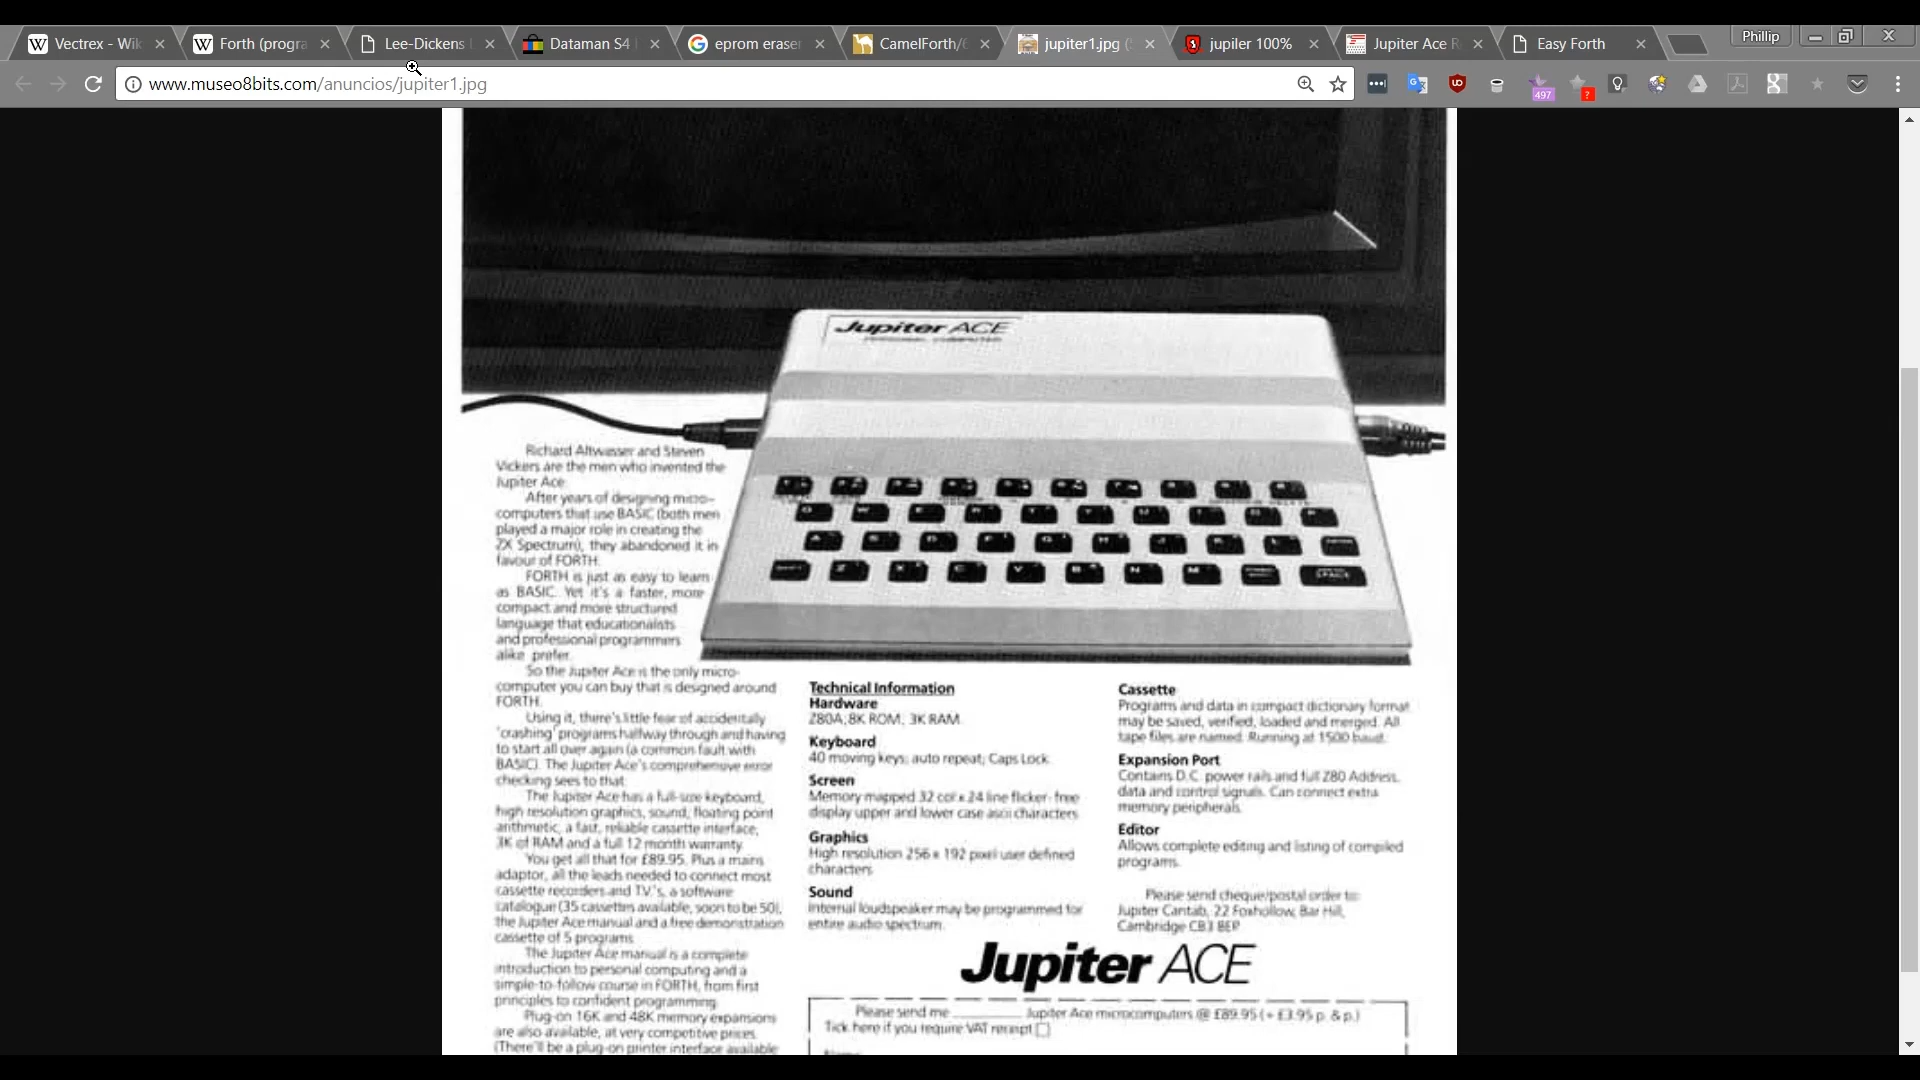 Vectrex - Wi
Forth (progra
Lee-Dickens
Dataman S4
eprom erase
CamelForth/
jupiter1.jpg (
jupiler 100%
Jupiter Ace R
Easy Forth
Phillip
www.museo8bits.com/anuncios/jupiter1.jpg
497
?
Jupiter ACE
PERSONAL COMPUTER
Richard Altwasser and Steven
Vickers are the men who invented the
Jupiter Ace.
After years of designing micro-
computers that use BASIC (both men
played a major role in creating the
ZX Spectrum), they abandoned it in
favour of FORTH.
FORTH is just as easy to learn
as BASIC. Yet it's a faster, more
compact and more structured
language that educationalists
and professional programmers
alike prefer.
So the Jupiter Ace is the only micro-
computer you can buy that is designed around
FORTH.
Using it, there's little fear of accidentally
'crashing' programs halfway through and having
to start all over again (a common fault with
BASIC). The Jupiter Ace's comprehensive error
checking sees to that.
The Jupiter Ace has a full-size keyboard,
high resolution graphics, sound, floating point
arithmetic, a fast, reliable cassette interface,
3K of RAM and a full 12 month warranty.
You get all that for £89.95. Plus a mains
adaptor, all the leads needed to connect most
cassette recorders and T.V.'s, a software
catalogue (35 cassettes available, soon to be 50),
the Jupiter Ace manual and a free demonstration
cassette of 5 programs.
The Jupiter Ace manual is a complete
introduction to personal computing and a
simple-to-follow course in FORTH, from first
principles to confident programming.
Plug-on 16K and 48K memory expansions
are also available, at very competitive prices.
(There'll be a plug-on printer interface available
Technical Information
Hardware
Z80A; 8K ROM; 3K RAM.
Keyboard
40 moving keys; auto repeat; Caps Lock.
Screen
Memory mapped 32 col x 24 line flicker-free
display upper and lower case ascii characters.
Graphics
High resolution 256 x 192 pixel user defined
characters.
Sound
Internal loudspeaker may be programmed for
entire audio spectrum.
Cassette
Programs and data in compact dictionary format
may be saved, verified, loaded and merged. All
tape files are named. Running at 1500 baud.
Expansion Port
Contains D.C. power rails and full Z80 Address,
data and control signals. Can connect extra
memory peripherals.
Editor
Allows complete editing and listing of compiled
programs.
Please send cheque/postal order to:
Jupiter Cantab, 22 Foxhollow, Bar Hill,
Cambridge CB3 8EP
Jupiter ACE
Please send me ________ Jupiter Ace microcomputers @ £89.95 (+ £3.95 p. & p.)
Tick here if you require VAT receipt